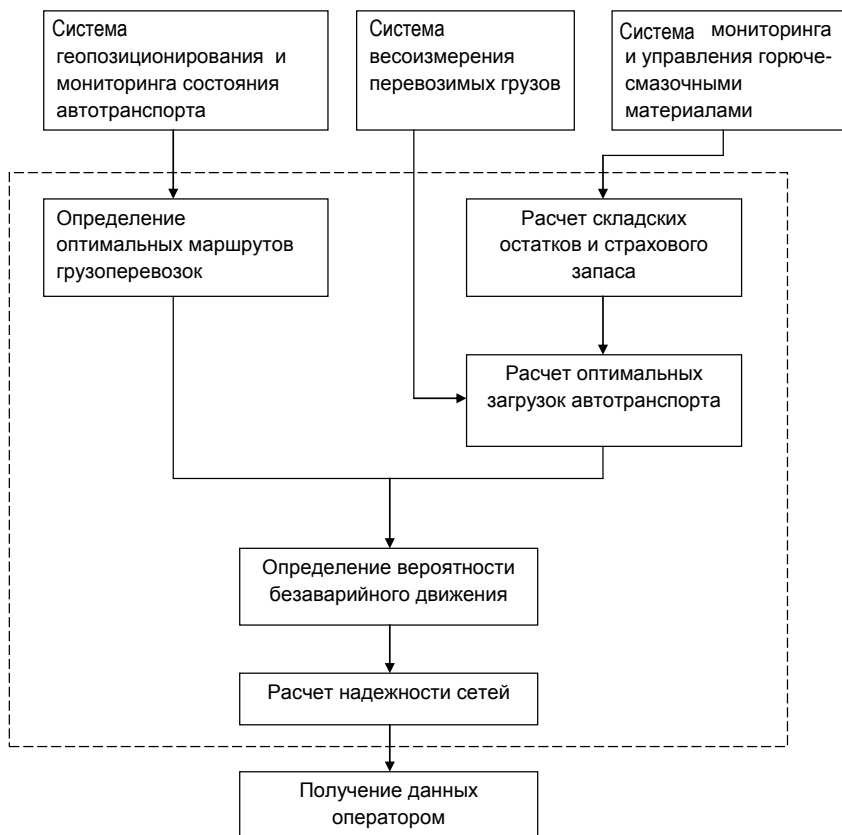 Система
геопозиционирования и
мониторинга состояния
автотранспорта
Система
весоизмерения
перевозимых грузов
Система мониторинга
и управления горюче-
смазочными
материалами
Определение
оптимальных маршрутов
грузоперевозок
Расчет складских
остатков и страхового
запаса
Расчет оптимальных
загрузок автотранспорта
Определение вероятности
безаварийного движения
Расчет надежности сетей
Получение данных
оператором